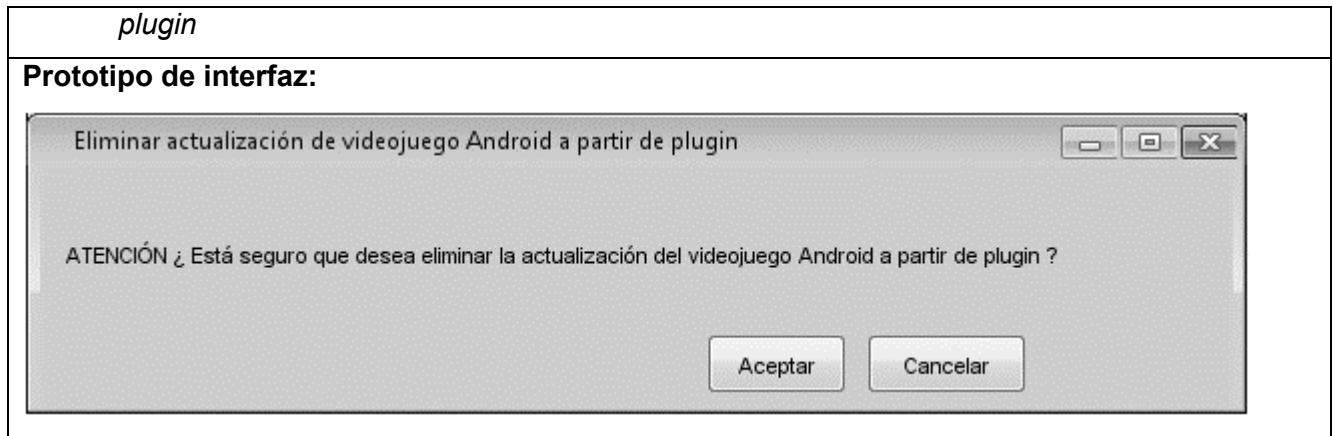 plugin
Prototipo de interfaz:
Eliminar actualización de videojuego Android a partir de plugin
ATENCIÓN ¿ Está seguro que desea eliminar la actualización del videojuego Android a partir de plugin ?
Aceptar Cancelar